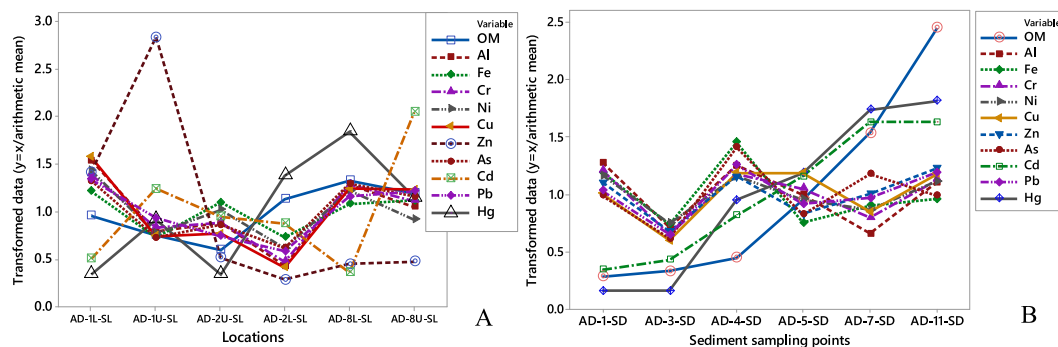 Transformed data (y=x/arithmetic mean)
3.0
2.5
2.0
1.5
1.0
0.5
0.0
AD-1L-SL AD-1U-SL AD-2U-SL AD-2L-SL AD-8L-SL AD-8U-SL
Locations
A
Variable
OM
Al
Fe
Cr
Ni
Cu
Zn
As
Cd
Pb
Hg
Transformed data (y=x/arithmetic mean)
2.5
2.0
1.5
1.0
0.5
0.0
AD-1-SD AD-3-SD AD-4-SD AD-5-SD AD-7-SD AD-11-SD
Sediment sampling points
B
Variable
OM
Al
Fe
Cr
Ni
Cu
Zn
As
Cd
Pb
Hg